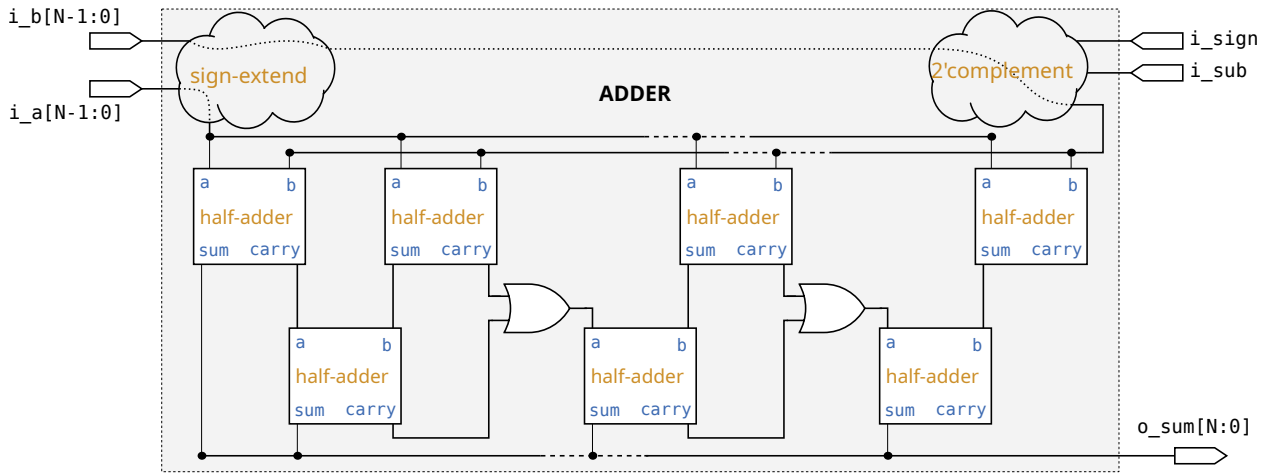 i_b[N-1:0]
i_sign
sign-extend
2'complement
i_sub
ADDER
i_a[N-1:0]
a b
half-adder
sum carry
a b
half-adder
sum carry
a b
half-adder
sum carry
a b
half-adder
sum carry
a b
half-adder
sum carry
a b
half-adder
sum carry
a b
half-adder
sum carry
o_sum[N:0]